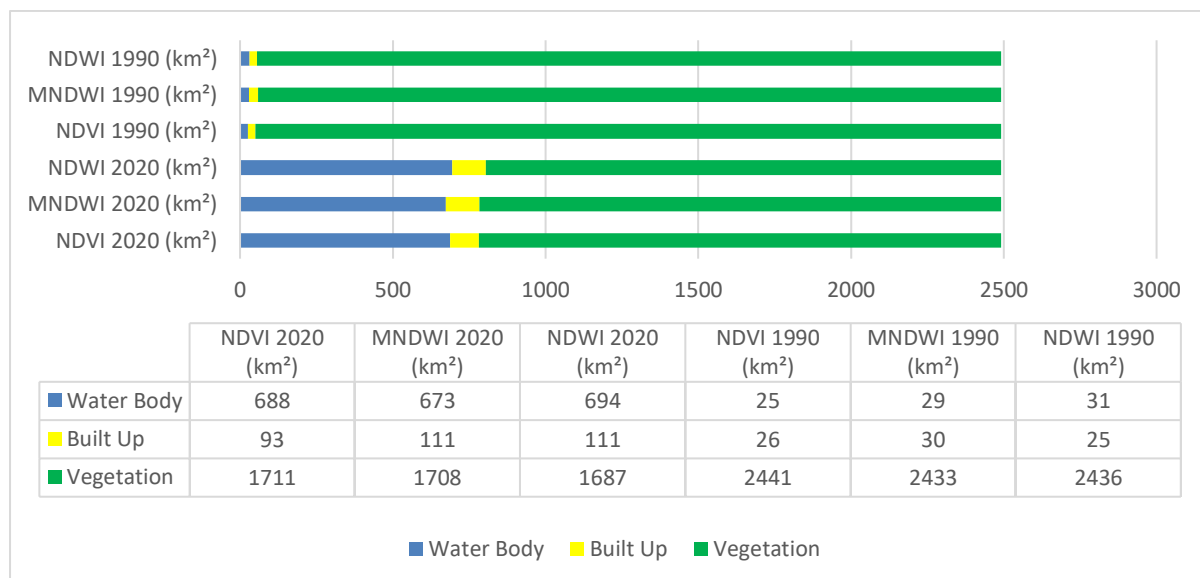 NDWI 1990 (km²)
MNDWI 1990 (km²)
NDVI 1990 (km²)
NDWI 2020 (km²)
MNDWI 2020 (km²)
NDVI 2020 (km²)
0 500 1000 1500 2000 2500 3000
NDVI 2020 MNDWI 2020 NDWI 2020 NDVI 1990 MNDWI 1990 NDWI 1990
(km²) (km²) (km²) (km²) (km²) (km²)
Water Body 688 673 694 25 29 31
Built Up 93 111 111 26 30 25
Vegetation 1711 1708 1687 2441 2433 2436
Water Body Built Up Vegetation